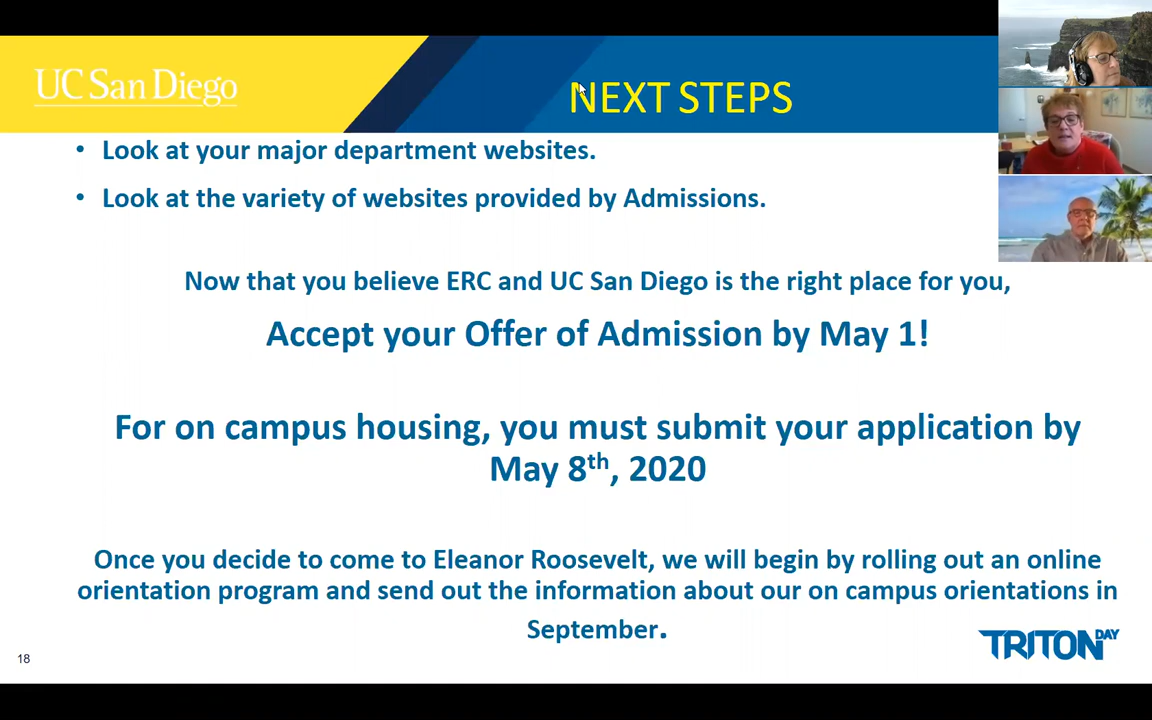 UC San Diego
NEXT STEPS
• Look at your major department websites.
• Look at the variety of websites provided by Admissions.
Now that you believe ERC and UC San Diego is the right place for you,
Accept your Offer of Admission by May 1!
For on campus housing, you must submit your application by
May 8th, 2020
Once you decide to come to Eleanor Roosevelt, we will begin by rolling out an online
orientation program and send out the information about our on campus orientations in
September.
TRITON DAY
18